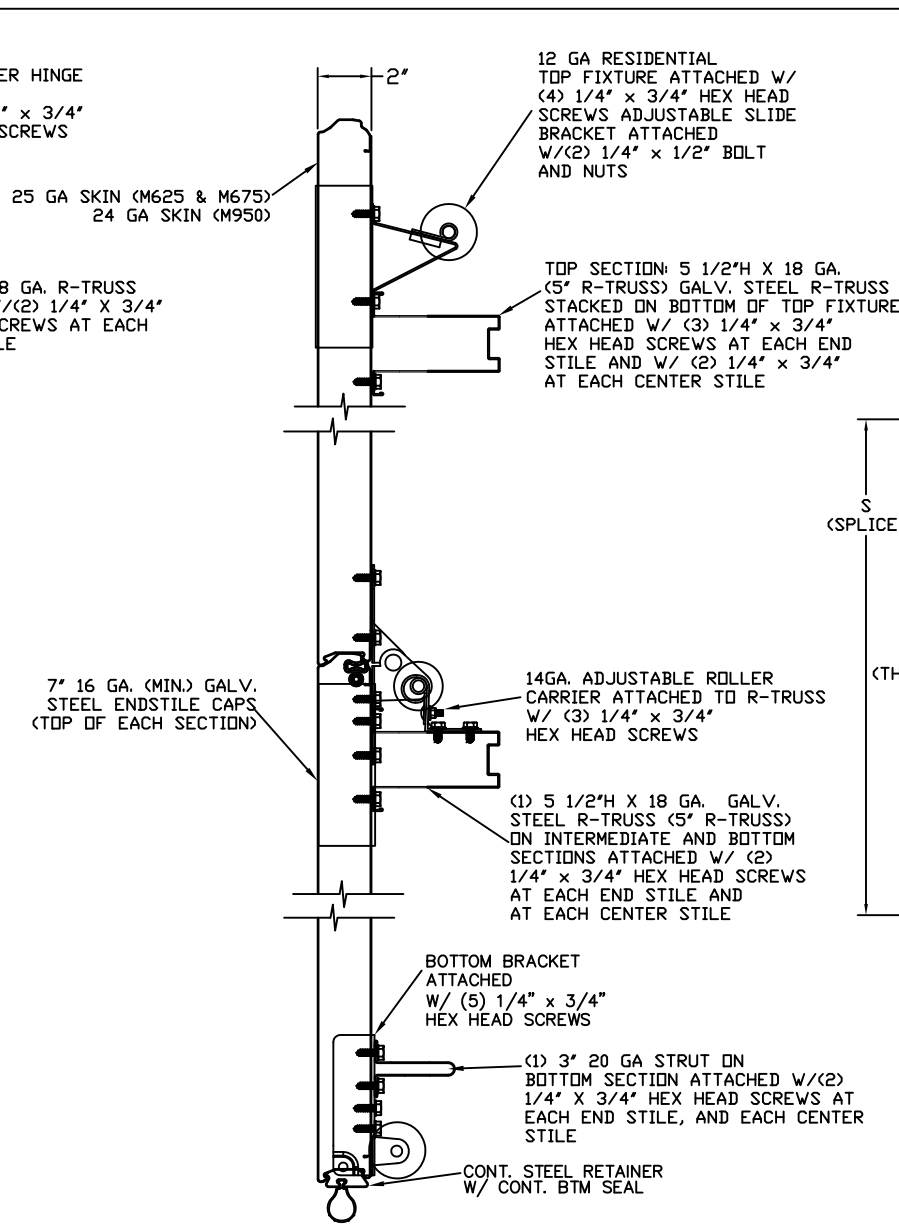 ER HINGE
" x 3/4"
SCREWS
2"
12 GA RESIDENTIAL
TOP FIXTURE ATTACHED W/
(4) 1/4" x 3/4" HEX HEAD
SCREWS ADJUSTABLE SLIDE
BRACKET ATTACHED
W/(2) 1/4" x 1/2" BOLT
AND NUTS
25 GA SKIN (M625 & M675)
24 GA SKIN (M950)
8 GA. R-TRUSS
/(2) 1/4" X 3/4"
CREWS AT EACH
LE
TOP SECTION: 5 1/2"H X 18 GA.
(5" R-TRUSS) GALV. STEEL R-TRUSS
STACKED ON BOTTOM OF TOP FIXTURE
ATTACHED W/ (3) 1/4" x 3/4"
HEX HEAD SCREWS AT EACH END
STILE AND W/ (2) 1/4" x 3/4"
AT EACH CENTER STILE
S
(SPLICE
(TH
7" 16 GA. (MIN.) GALV.
STEEL ENDSTILE CAPS
(TOP OF EACH SECTION)
14GA. ADJUSTABLE ROLLER
CARRIER ATTACHED TO R-TRUSS
W/ (3) 1/4" x 3/4"
HEX HEAD SCREWS
(1) 5 1/2"H X 18 GA. GALV.
STEEL R-TRUSS (5" R-TRUSS)
ON INTERMEDIATE AND BOTTOM
SECTIONS ATTACHED W/ (2)
1/4" x 3/4" HEX HEAD SCREWS
AT EACH END STILE AND
AT EACH CENTER STILE
BOTTOM BRACKET
ATTACHED
W/ (5) 1/4" x 3/4"
HEX HEAD SCREWS
(1) 3" 20 GA STRUT ON
BOTTOM SECTION ATTACHED W/(2)
1/4" X 3/4" HEX HEAD SCREWS AT
EACH END STILE, AND EACH CENTER
STILE
CONT. STEEL RETAINER
W/ CONT. BTM SEAL